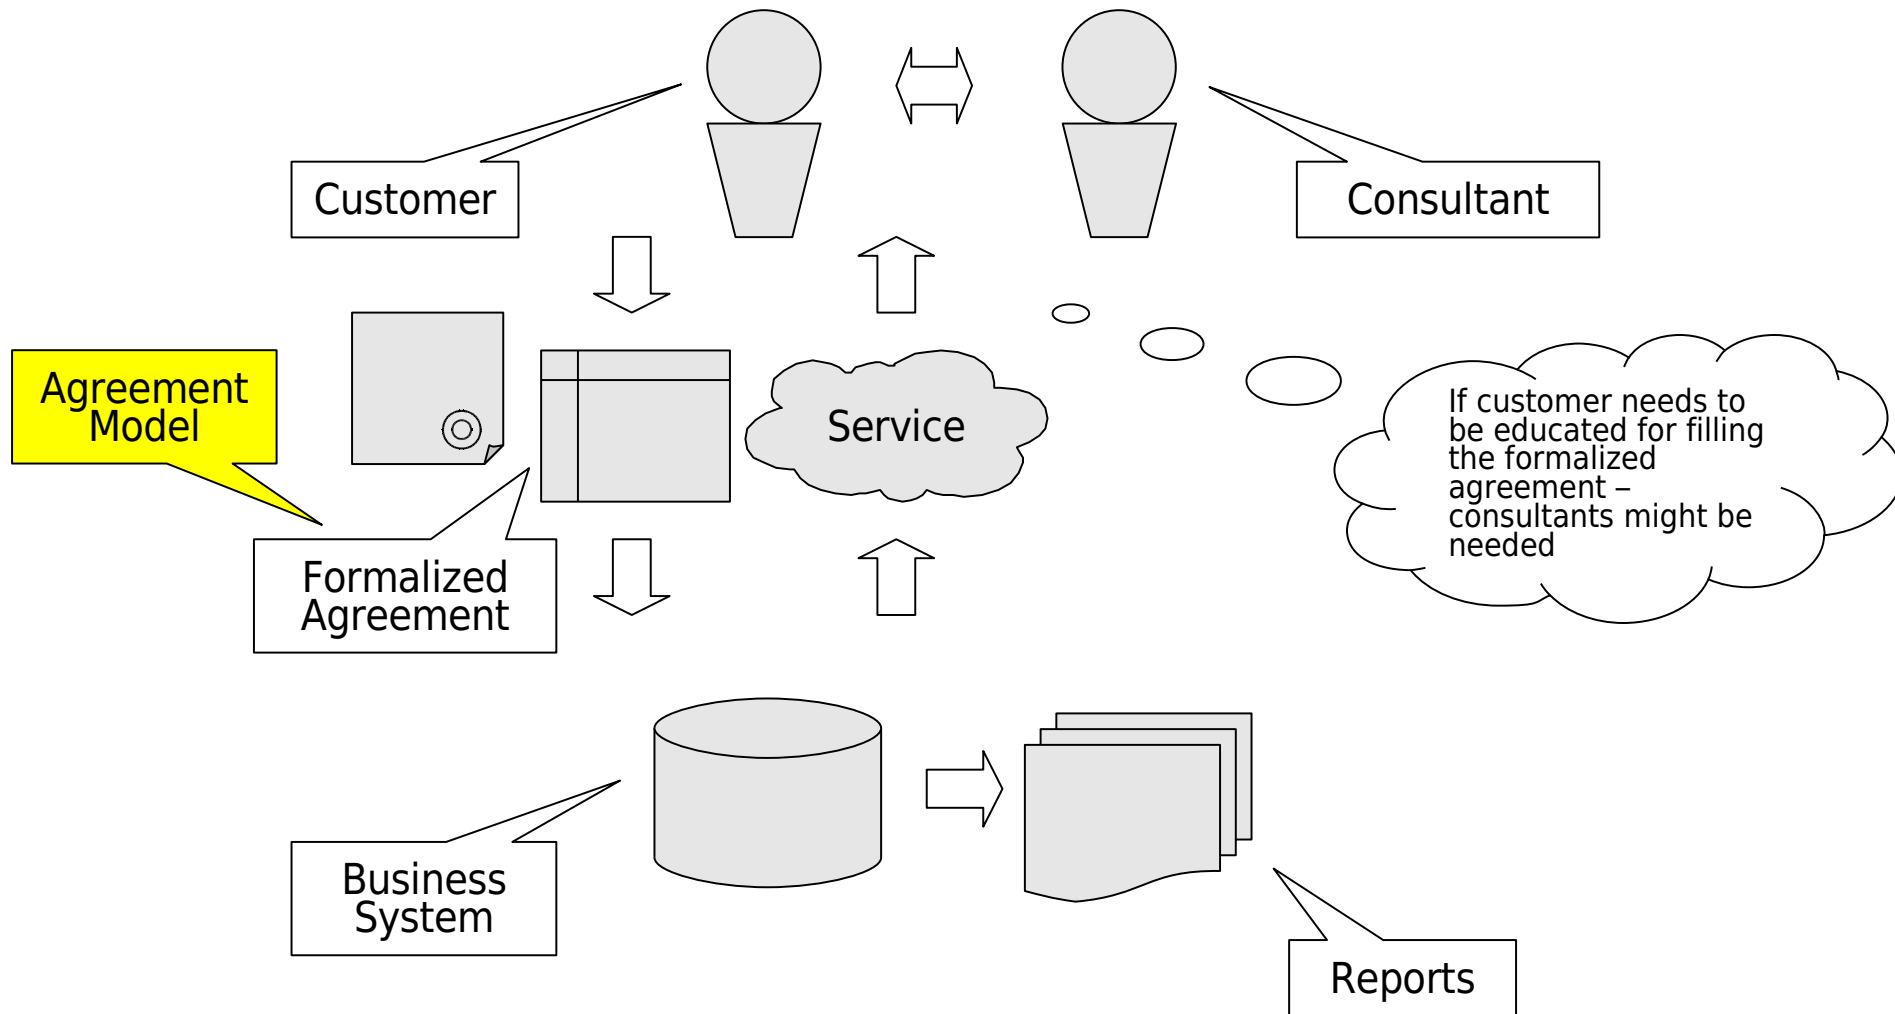 Customer
Consultant
Agreement
Model
Service
If customer needs to
be educated for filling
the formalized
agreement –
consultants might be
needed
Formalized
Agreement
Business
System
Reports